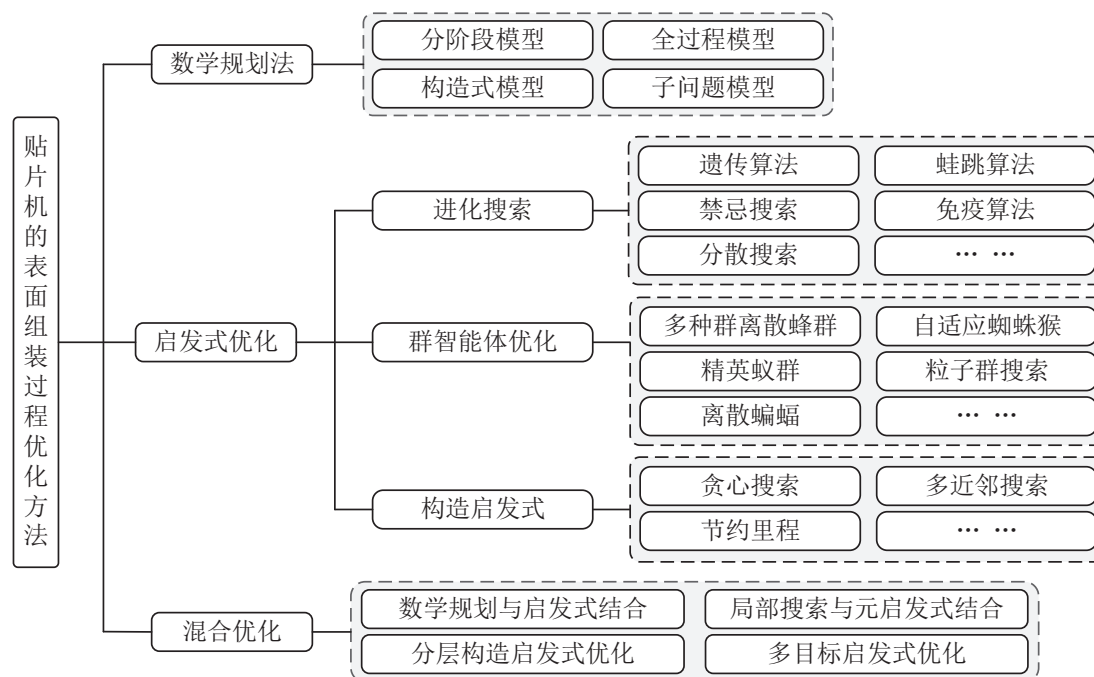 贴片机的表面组装过程优化方法
数学规划法
分阶段模型
全过程模型
构造式模型
子问题模型
启发式优化
进化搜索
遗传算法
蛙跳算法
禁忌搜索
免疫算法
分散搜索
… …
群智能体优化
多种群离散蜂群
自适应蜘蛛猴
精英蚁群
粒子群搜索
离散蝙蝠
… …
构造启发式
贪心搜索
多近邻搜索
节约里程
… …
混合优化
数学规划与启发式结合
局部搜索与元启发式结合
分层构造启发式优化
多目标启发式优化